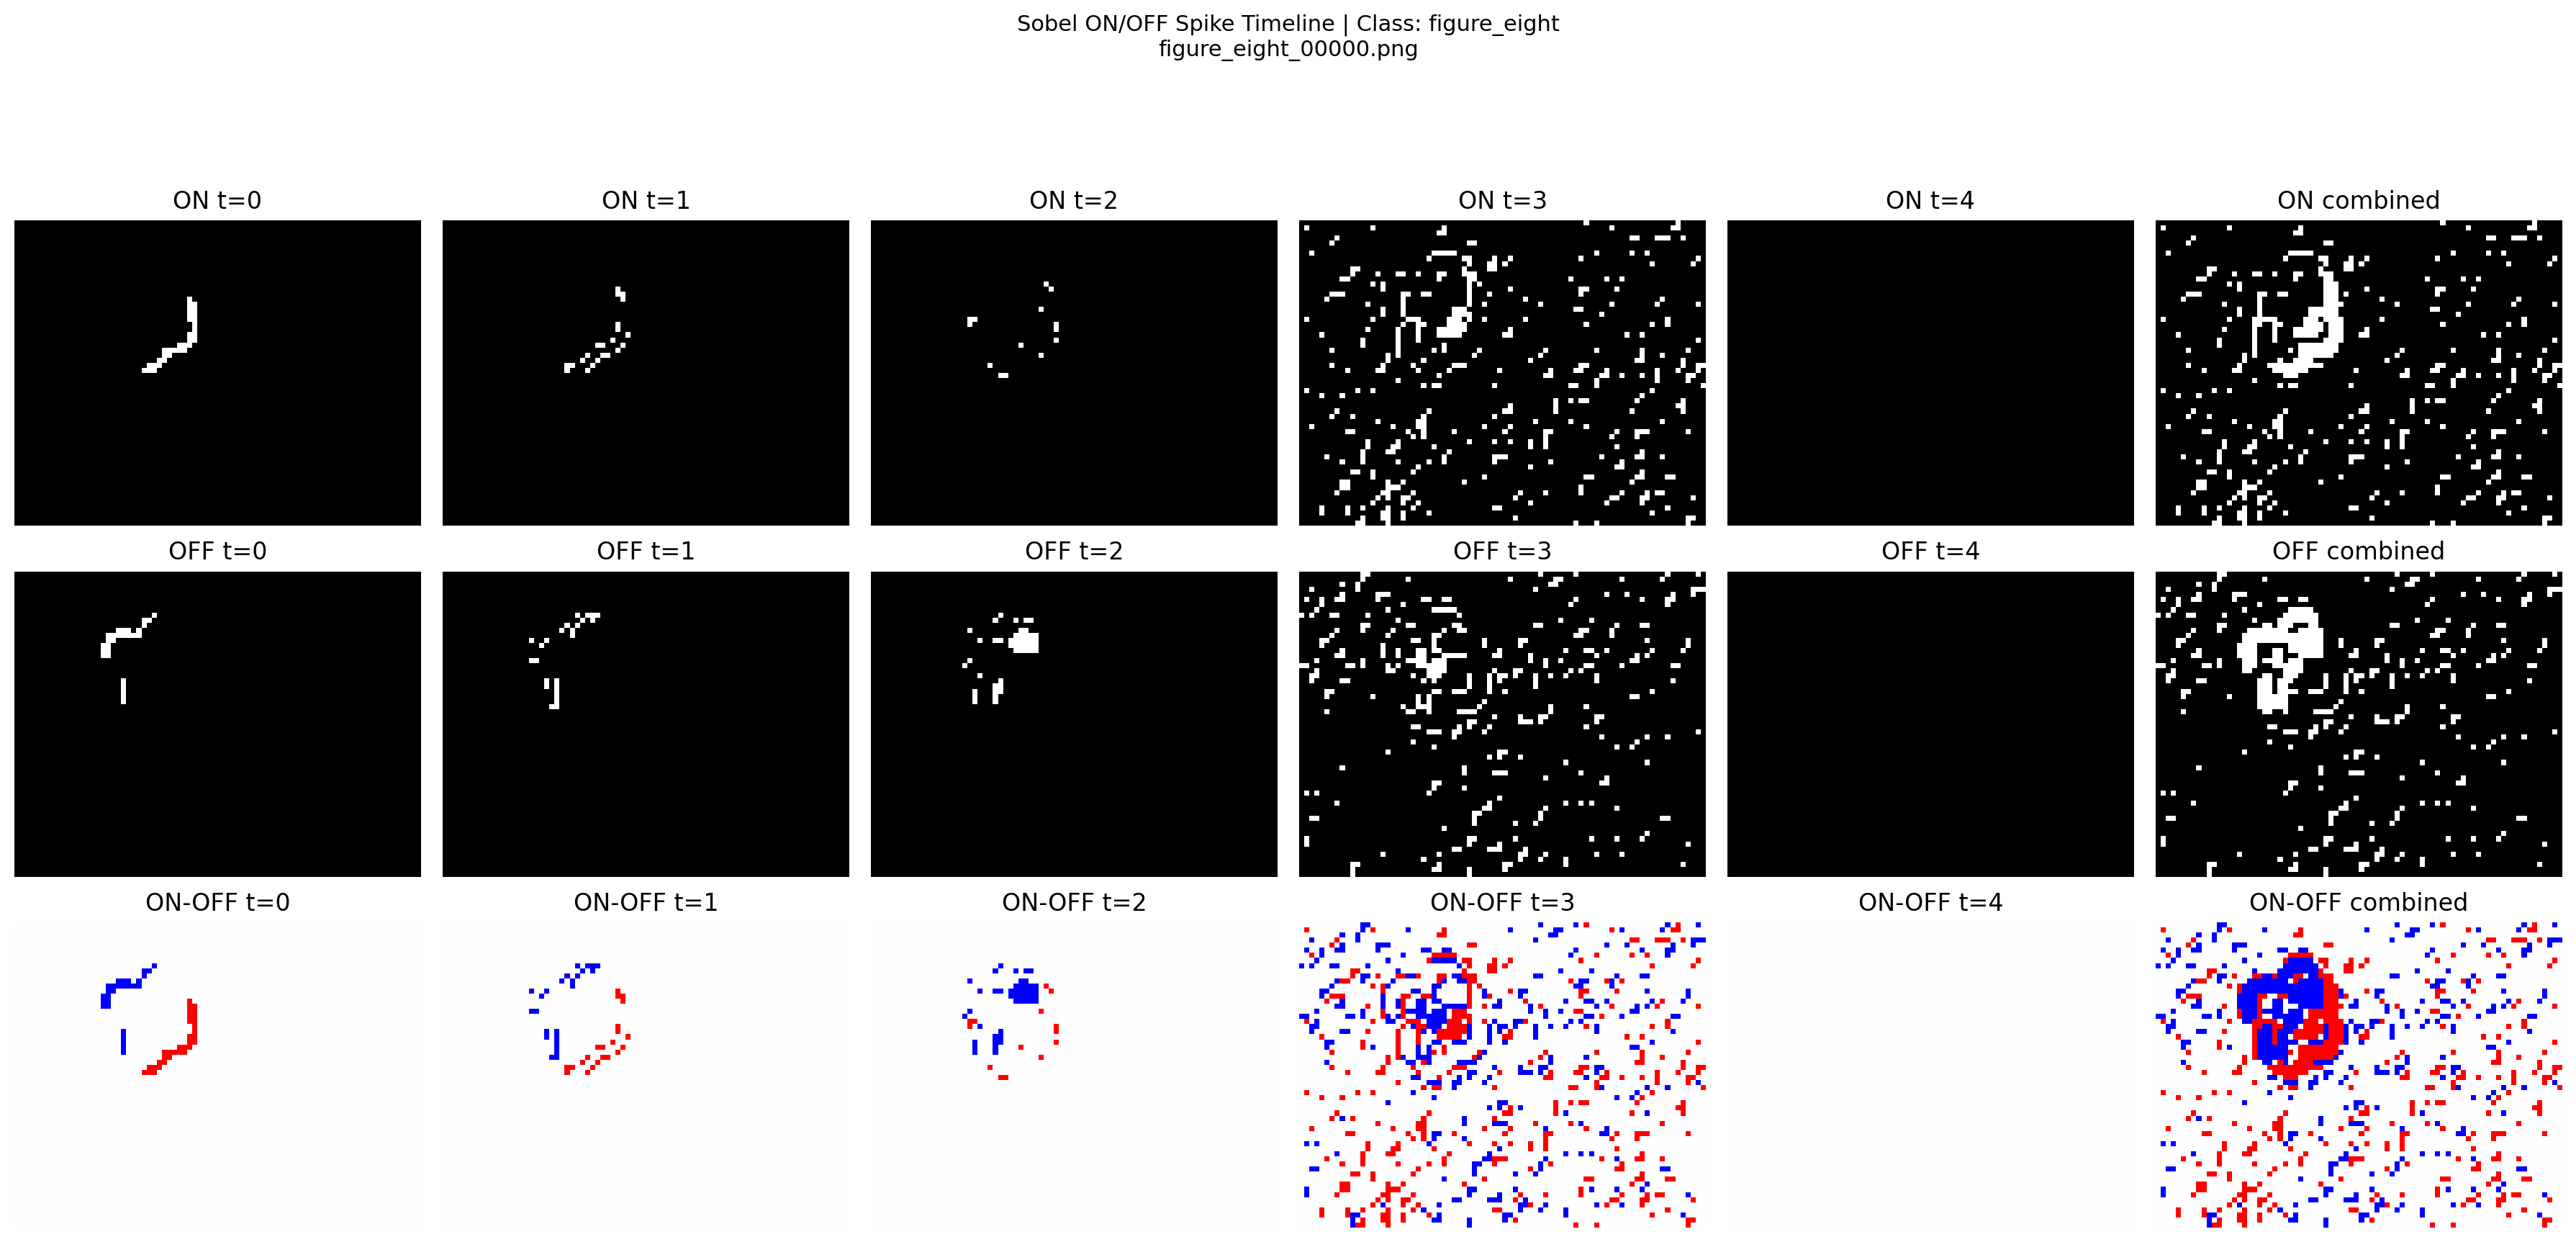 Sobel ON/OFF Spike Timeline | Class: figure_eight
figure_eight_00000.png
ON t=0
ON t=1
ON t=2
ON t=3
ON t=4
ON combined
OFF t=0
OFF t=1
OFF t=2
OFF t=3
OFF t=4
OFF combined
ON-OFF t=0
ON-OFF t=1
ON-OFF t=2
ON-OFF t=3
ON-OFF t=4
ON-OFF combined